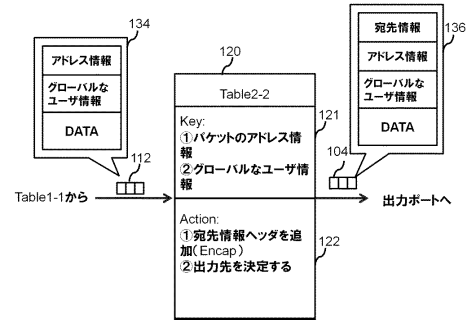 134
アドレス情報
グローバルな
ユーザ情報
DATA
112
Table1-1から
120
Table2-2
121
Key:
①パケットのアドレス情
報
②グローバルなユーザ情
報
Action:
①宛先情報ヘッダを追
加(Encap)
②出力先を決定する
122
136
宛先情報
アドレス情報
グローバルな
ユーザ情報
DATA
104
出力ポートへ